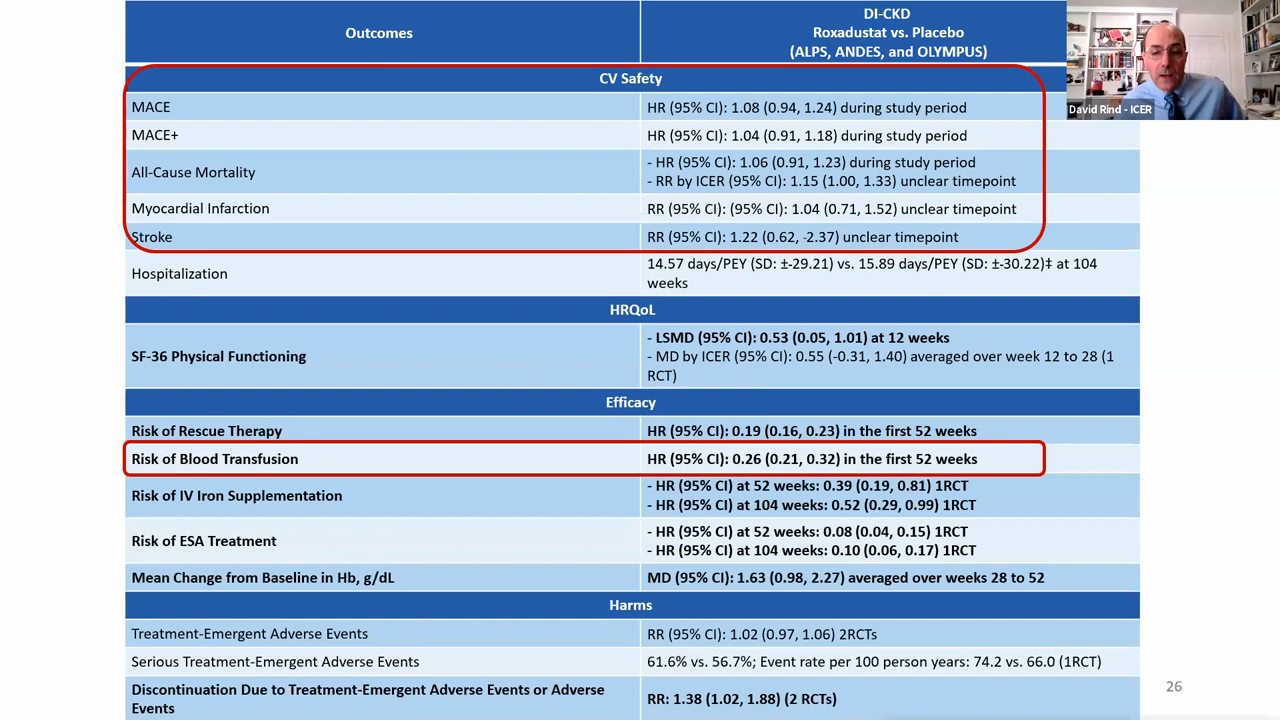 Outcomes
DI-CKD
Roxadustat vs. Placebo
(ALPS, ANDES, and OLYMPUS)
David Rind - ICER
CV Safety
MACE
HR (95% CI): 1.08 (0.94, 1.24) during study period
MACE+
HR (95% CI): 1.04 (0.91, 1.18) during study period
All-Cause Mortality
- HR (95% CI): 1.06 (0.91, 1.23) during study period
- RR by ICER (95% CI): 1.15 (1.00, 1.33) unclear timepoint
Myocardial Infarction
RR (95% CI): (95% CI): 1.04 (0.71, 1.52) unclear timepoint
Stroke
RR (95% CI): 1.22 (0.62, -2.37) unclear timepoint
Hospitalization
14.57 days/PEY (SD: ±-29.21) vs. 15.89 days/PEY (SD: ±-30.22)‡ at 104
weeks
HRQoL
SF-36 Physical Functioning
- LSMD (95% CI): 0.53 (0.05, 1.01) at 12 weeks
- MD by ICER (95% CI): 0.55 (-0.31, 1.40) averaged over week 12 to 28 (1
RCT)
Efficacy
Risk of Rescue Therapy
HR (95% CI): 0.19 (0.16, 0.23) in the first 52 weeks
Risk of Blood Transfusion
HR (95% CI): 0.26 (0.21, 0.32) in the first 52 weeks
Risk of IV Iron Supplementation
- HR (95% CI) at 52 weeks: 0.39 (0.19, 0.81) 1RCT
- HR (95% CI) at 104 weeks: 0.52 (0.29, 0.99) 1RCT
Risk of ESA Treatment
- HR (95% CI) at 52 weeks: 0.08 (0.04, 0.15) 1RCT
- HR (95% CI) at 104 weeks: 0.10 (0.06, 0.17) 1RCT
Mean Change from Baseline in Hb, g/dL
MD (95% CI): 1.63 (0.98, 2.27) averaged over weeks 28 to 52
Harms
Treatment-Emergent Adverse Events
RR (95% CI): 1.02 (0.97, 1.06) 2RCTs
Serious Treatment-Emergent Adverse Events
61.6% vs. 56.7%; Event rate per 100 person years: 74.2 vs. 66.0 (1RCT)
Discontinuation Due to Treatment-Emergent Adverse Events or Adverse
Events
RR: 1.38 (1.02, 1.88) (2 RCTs)
26